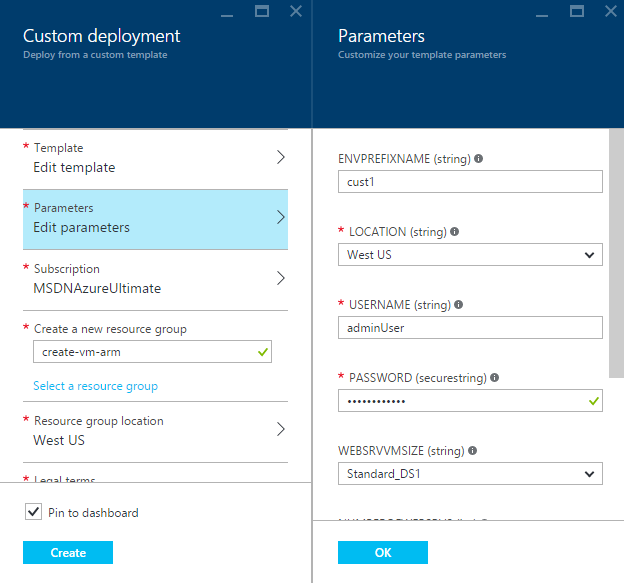 Custom deployment
Deploy from a custom template
* Template
Edit template
* Parameters
Edit parameters
* Subscription
MSDNAzureUltimate
* Create a new resource group
create-vm-arm
Select a resource group
* Resource group location
West US
* Legal terms
Pin to dashboard
Create
Parameters
Customize your template parameters
ENVPREFIXNAME (string)
cust1
* LOCATION (string)
West US
* USERNAME (string)
adminUser
* PASSWORD (securestring)
••••••••••••
WEBSRVVMSIZE (string)
Standard_DS1
OK